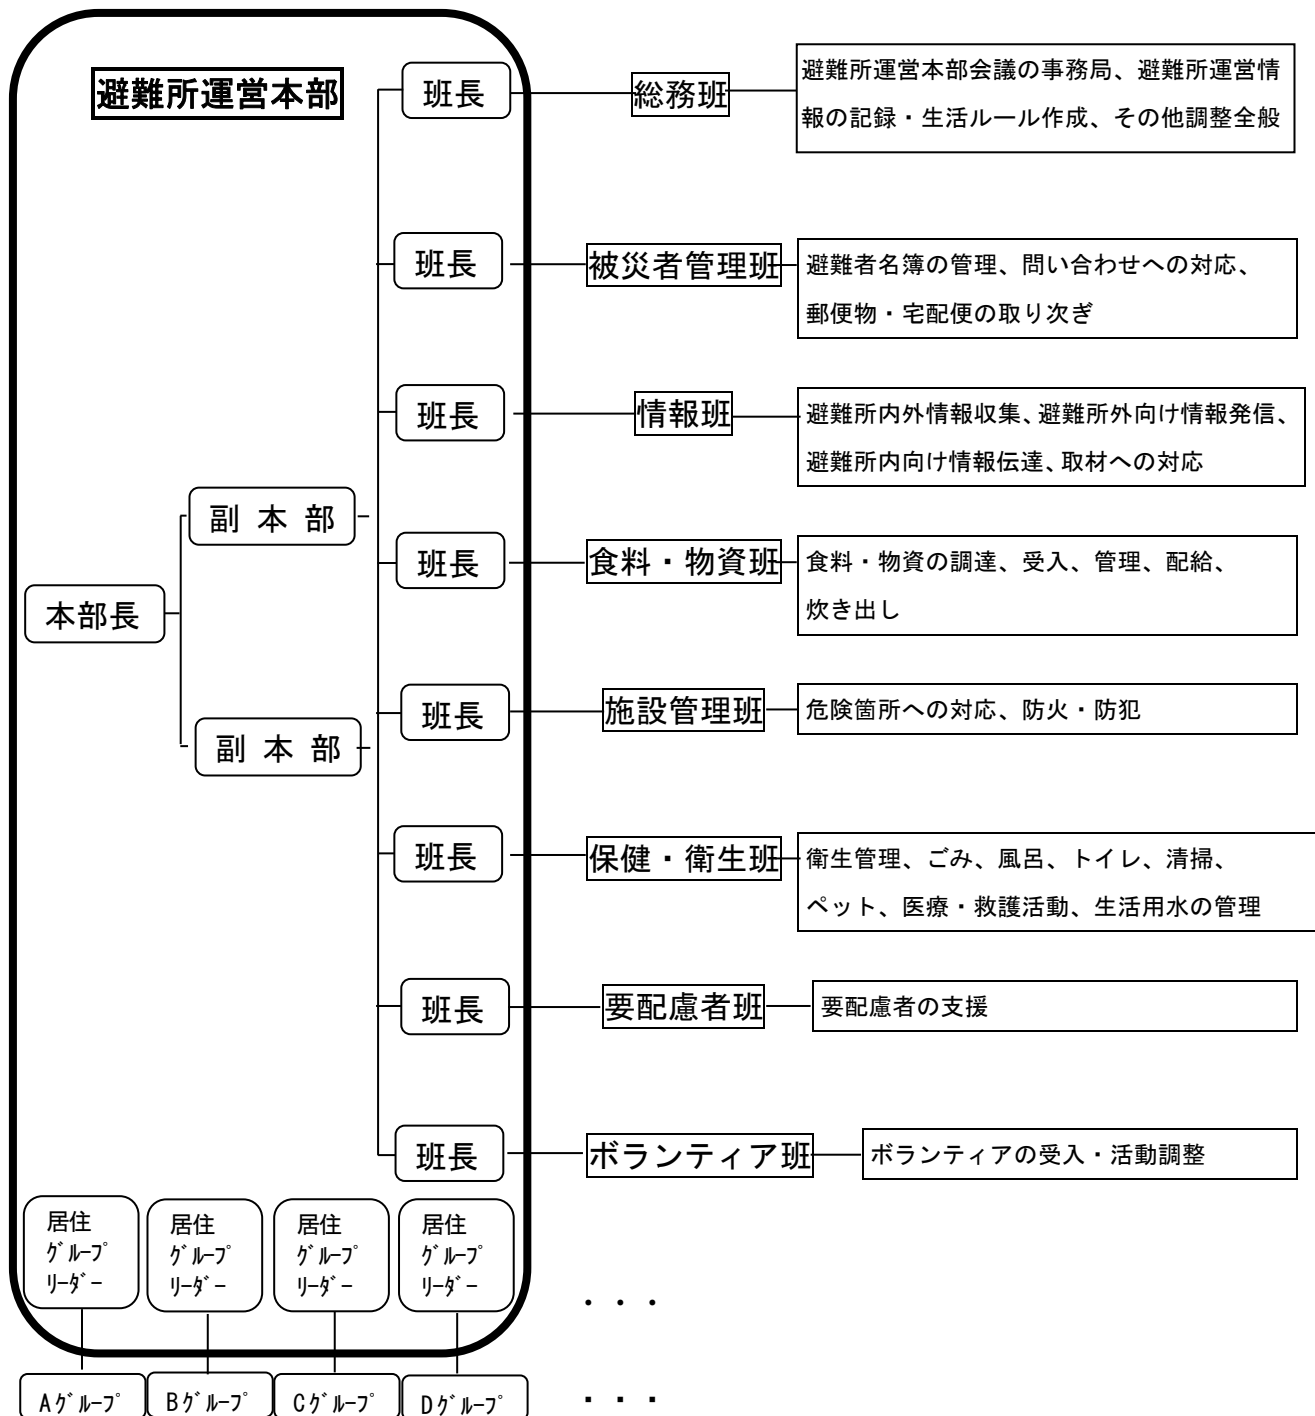 避難所運営本部
班長
総務班
避難所運営本部会議の事務局、避難所運営情
報の記録・生活ルール作成、その他調整全般
班長
被災者管理班
避難者名簿の管理、問い合わせへの対応、
郵便物・宅配便の取り次ぎ
班長
情報班
避難所内外情報収集、避難所外向け情報発信、
避難所内向け情報伝達、取材への対応
副 本 部
班長
食料・物資班
食料・物資の調達、受入、管理、配給、
炊き出し
本部長
班長
施設管理班
危険箇所への対応、防火・防犯
副 本 部
班長
保健・衛生班
衛生管理、ごみ、風呂、トイレ、清掃、
ペット、医療・救護活動、生活用水の管理
班長
要配慮者班
要配慮者の支援
班長
ボランティア班
ボランティアの受入・活動調整
居住
ｸﾞﾙｰﾌﾟ
ﾘｰﾀﾞｰ
居住
ｸﾞﾙｰﾌﾟ
ﾘｰﾀﾞｰ
居住
ｸﾞﾙｰﾌﾟ
ﾘｰﾀﾞｰ
居住
ｸﾞﾙｰﾌﾟ
ﾘｰﾀﾞｰ
・・・
Aｸﾞﾙｰﾌﾟ
Bｸﾞﾙｰﾌﾟ
Cｸﾞﾙｰﾌﾟ
Dｸﾞﾙｰﾌﾟ
・・・